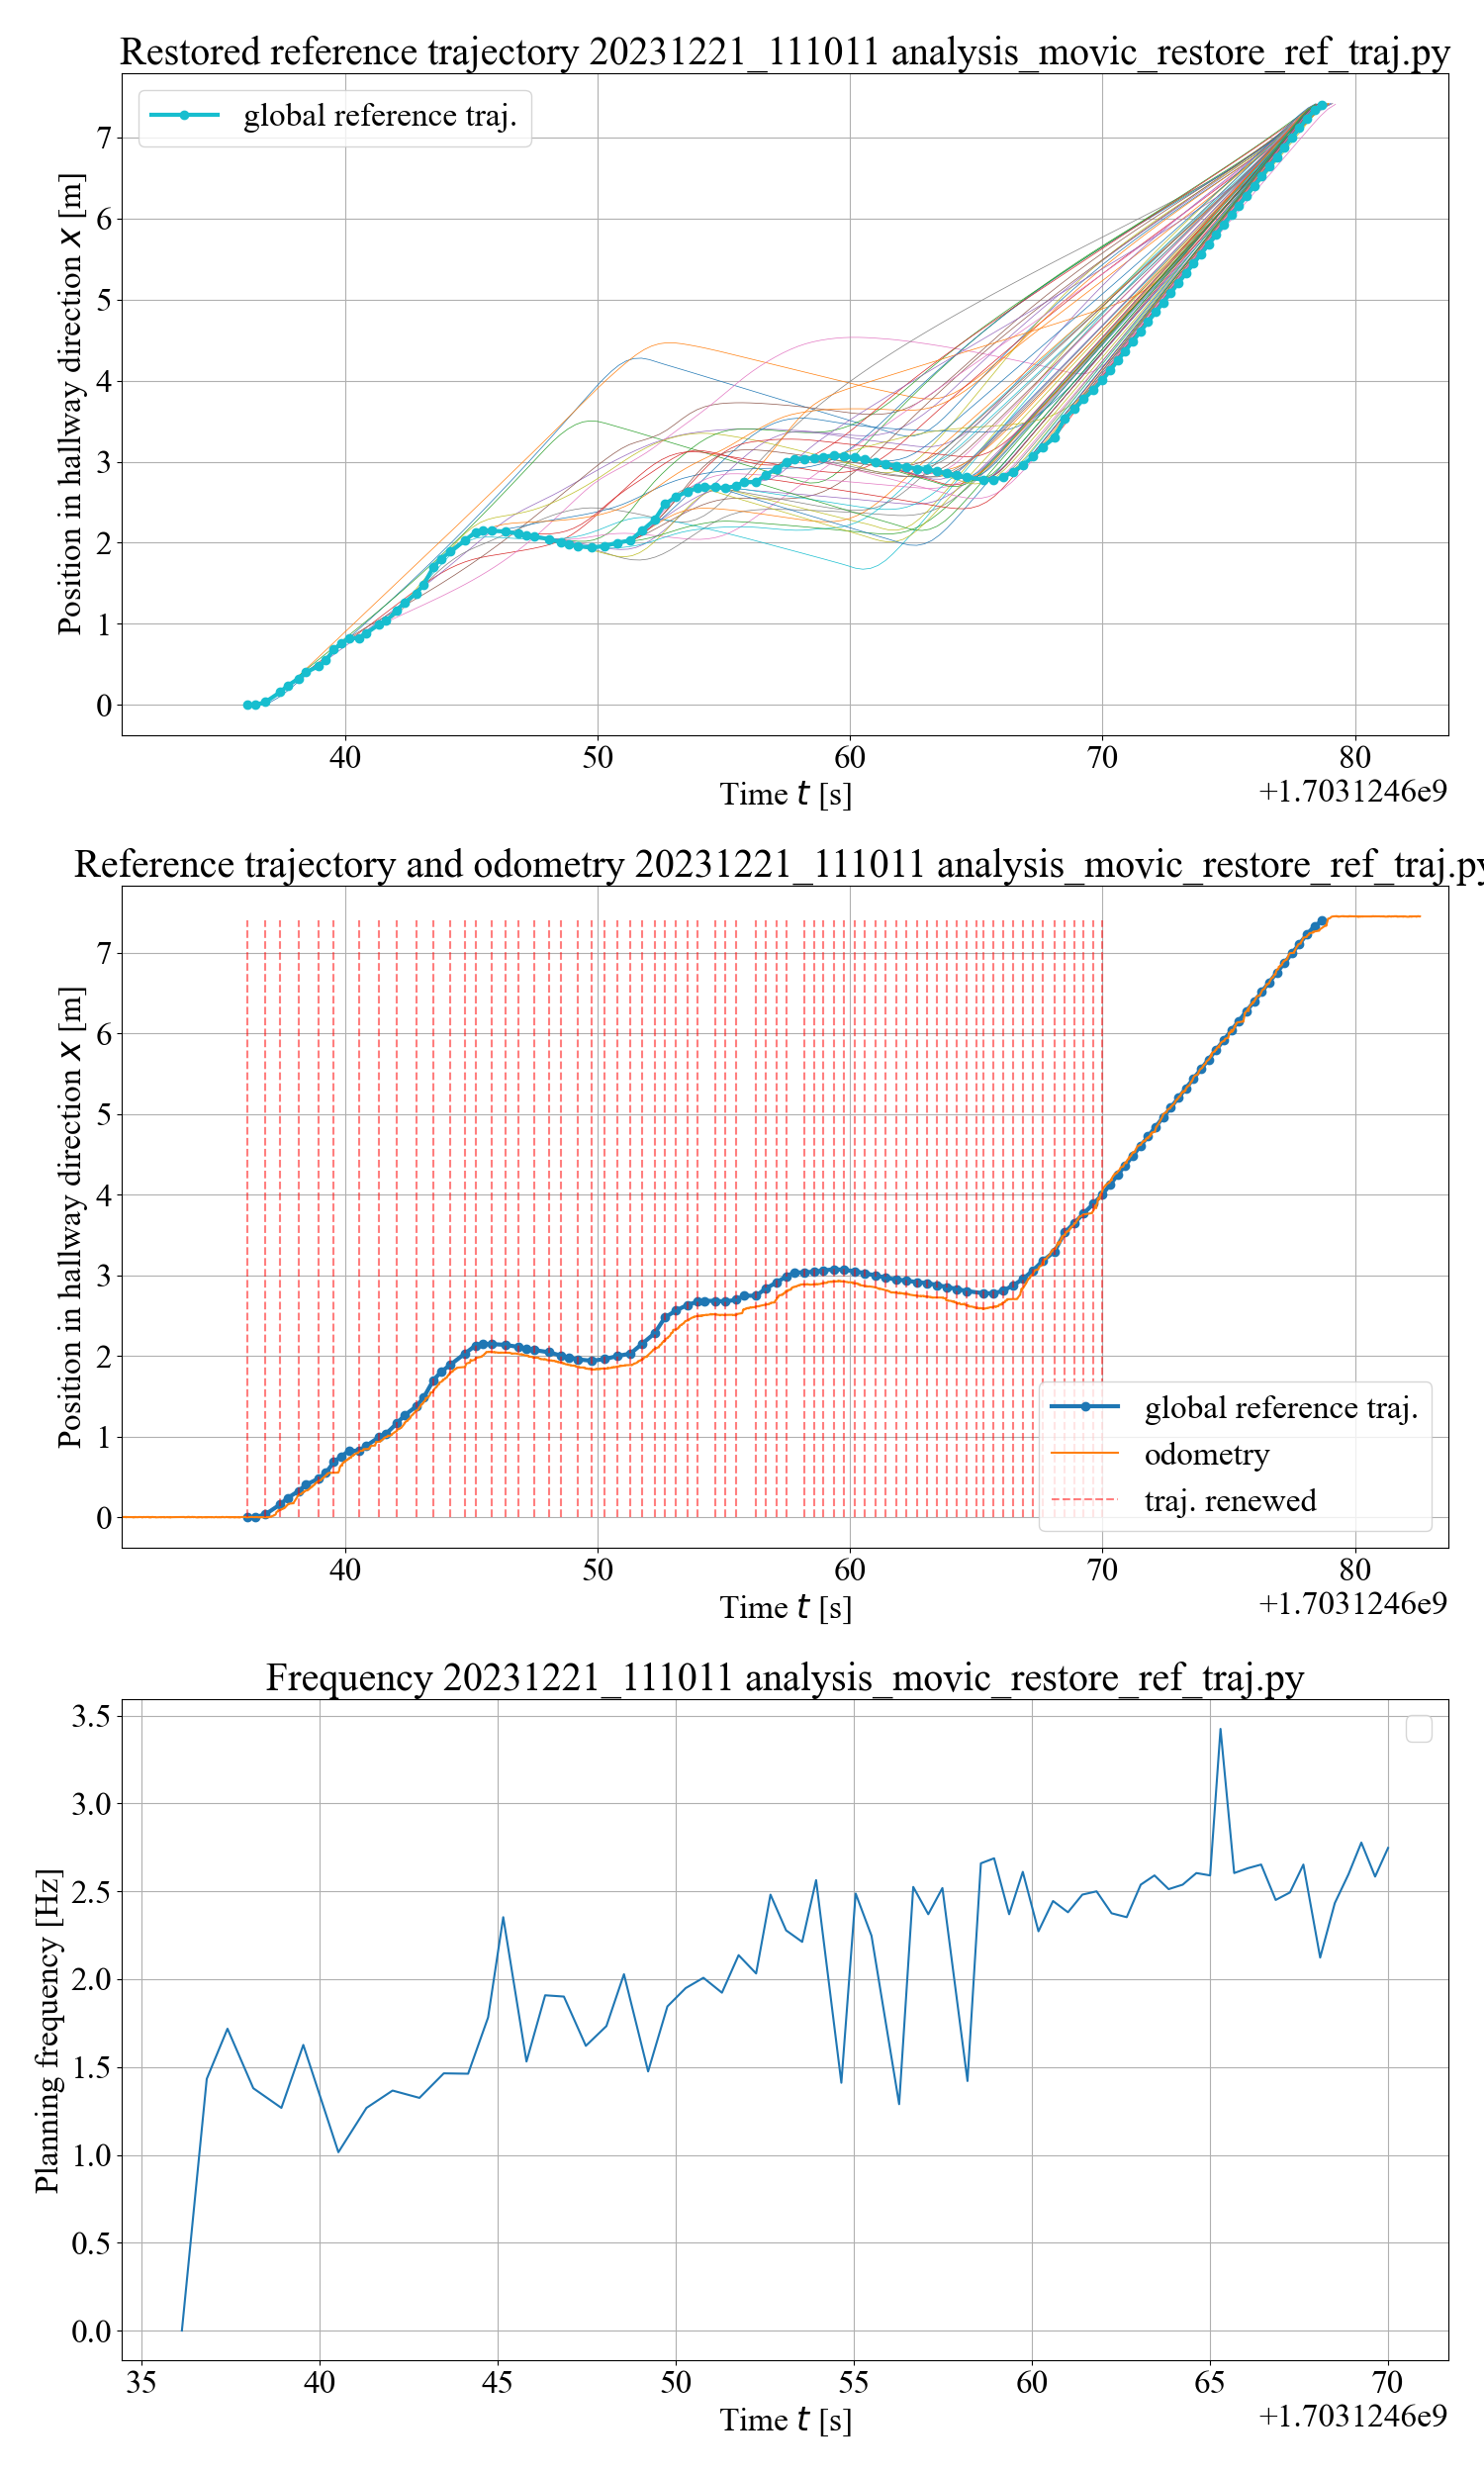 Restored reference trajectory 20231221_111011 analysis_movic_restore_ref_traj.py
global reference traj.
Position in hallway direction x [m]
7
6
5
4
3
2
1
0
40 50 60 70 80
Time t [s]
+1.7031246e9
Reference trajectory and odometry 20231221_111011 analysis_movic_restore_ref_traj.py
Position in hallway direction x [m]
7
6
5
4
3
2
1
0
global reference traj.
odometry
traj. renewed
40 50 60 70 80
Time t [s]
+1.7031246e9
Frequency 20231221_111011 analysis_movic_restore_ref_traj.py
Planning frequency [Hz]
3.5
3.0
2.5
2.0
1.5
1.0
0.5
0.0
35 40 45 50 55 60 65 70
Time t [s]
+1.7031246e9